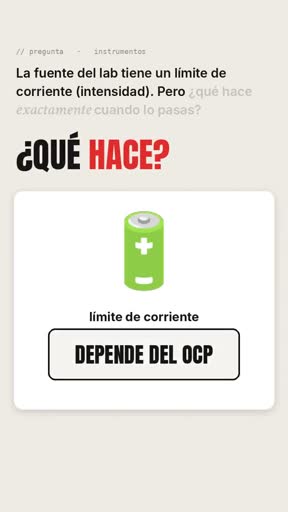 // pregunta · instrumentos
La fuente del lab tiene un límite de
corriente (intensidad). Pero ¿qué hace
exactamente cuando lo pasas?
¿QUÉ HACE?
límite de corriente
DEPENDE DEL OCP